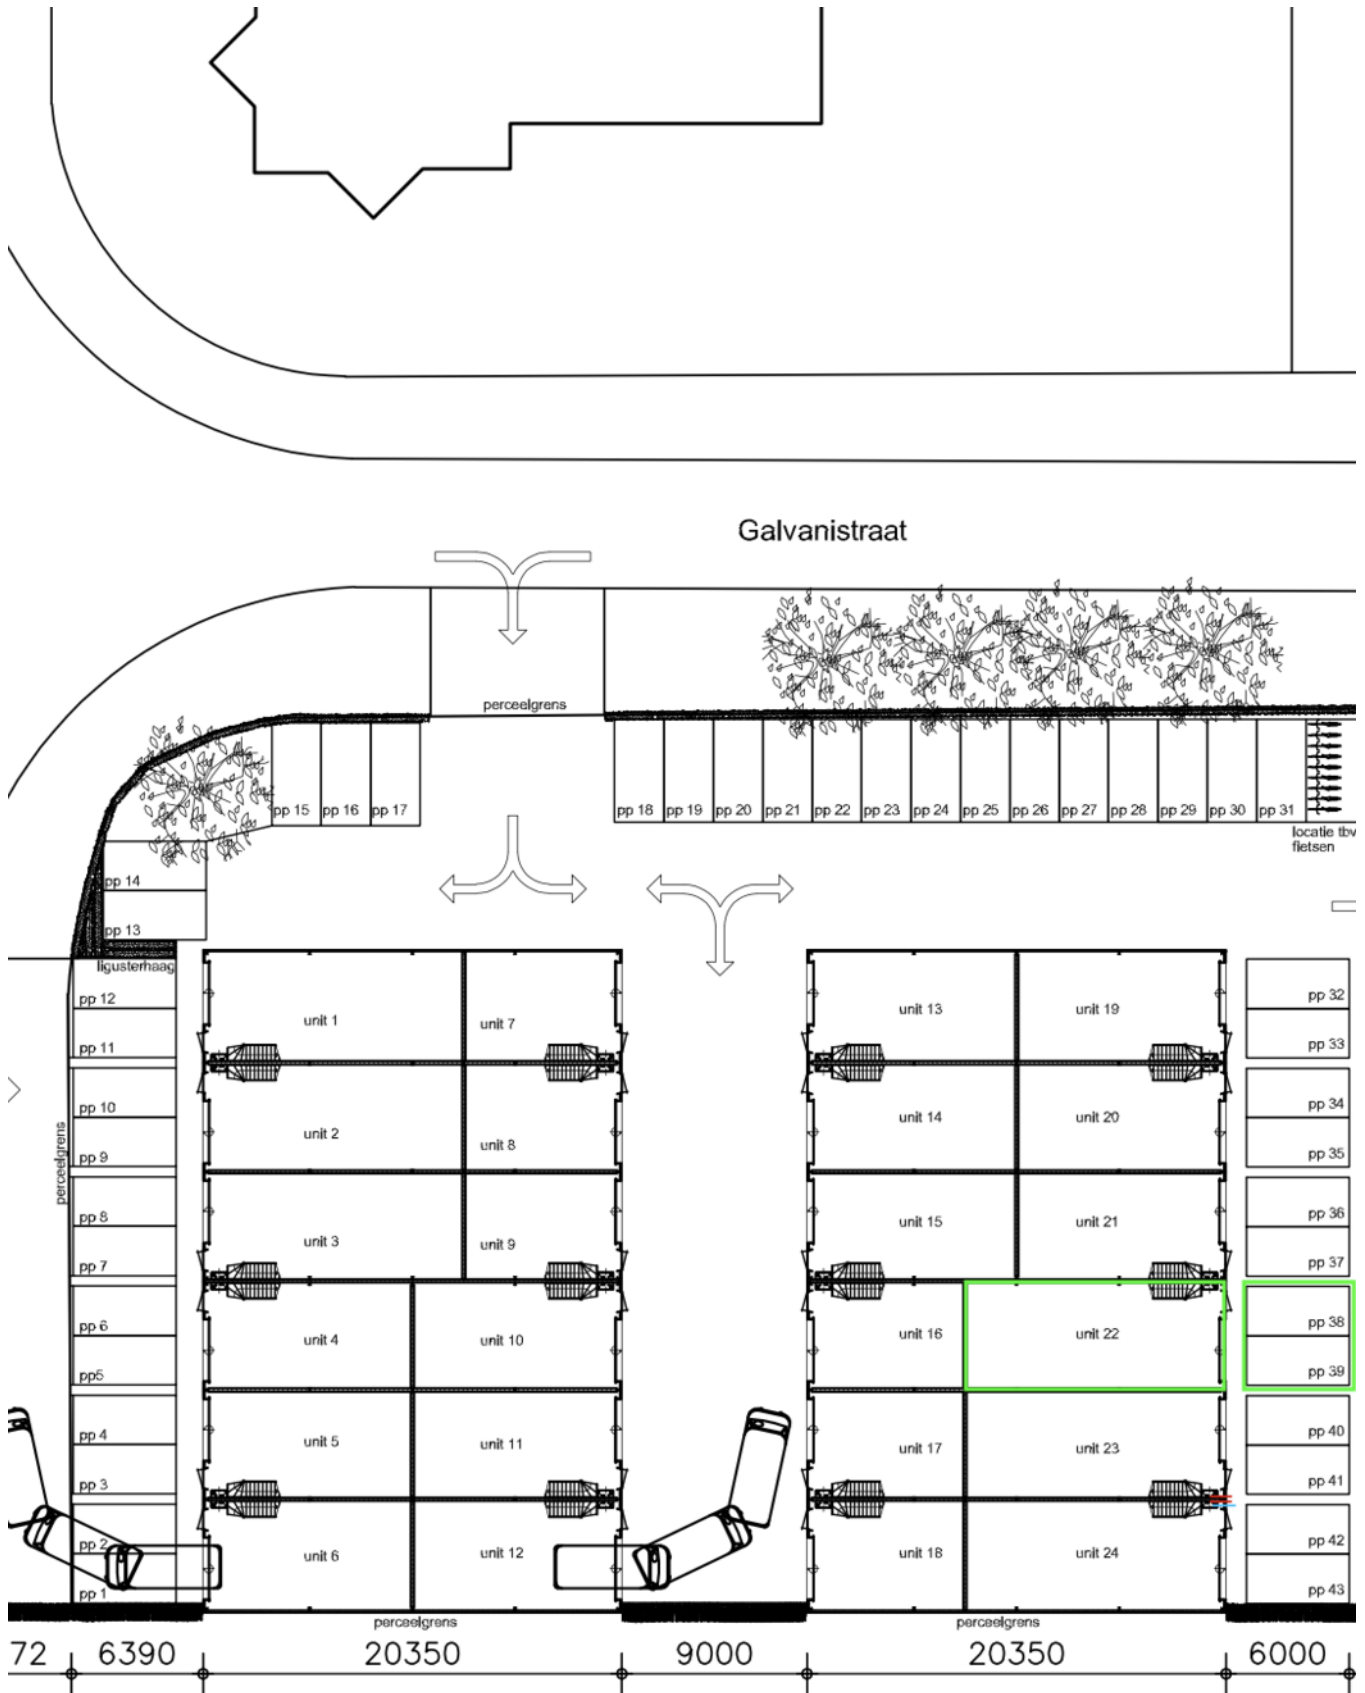 Galvanistraat
perceelgrens
pp 15 pp 16 pp 17
pp 18 pp 19 pp 20 pp 21 pp 22 pp 23 pp 24 pp 25 pp 26 pp 27 pp 28 pp 29 pp 30 pp 31
locatie tbv
fietsen
pp 14
pp 13
ligusterhaag
pp 12
pp 11
pp 10
pp 9
pp 8
pp 7
pp 6
pp5
pp 4
pp 3
pp 2
pp 1
perceelgrens
unit 1
unit 2
unit 3
unit 4
unit 5
unit 6
unit 7
unit 8
unit 9
unit 10
unit 11
unit 12
unit 13
unit 14
unit 15
unit 16
unit 17
unit 18
unit 19
unit 20
unit 21
unit 22
unit 23
unit 24
pp 32
pp 33
pp 34
pp 35
pp 36
pp 37
pp 38
pp 39
pp 40
pp 41
pp 42
pp 43
perceelgrens
perceelgrens
72 6390 20350 9000 20350 6000